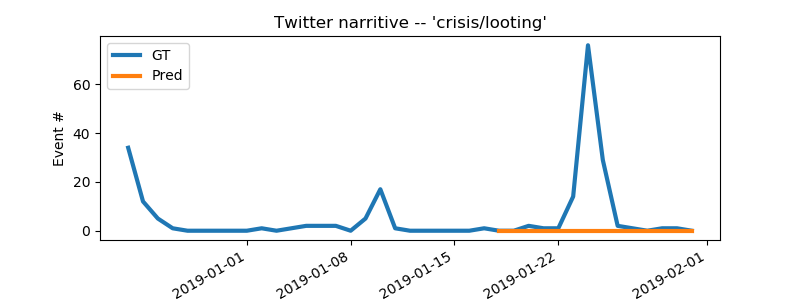 Twitter narritive -- 'crisis/looting'
GT
Pred
Event #
60
40
20
0
2019-01-01
2019-01-08
2019-01-15
2019-01-22
2019-02-01